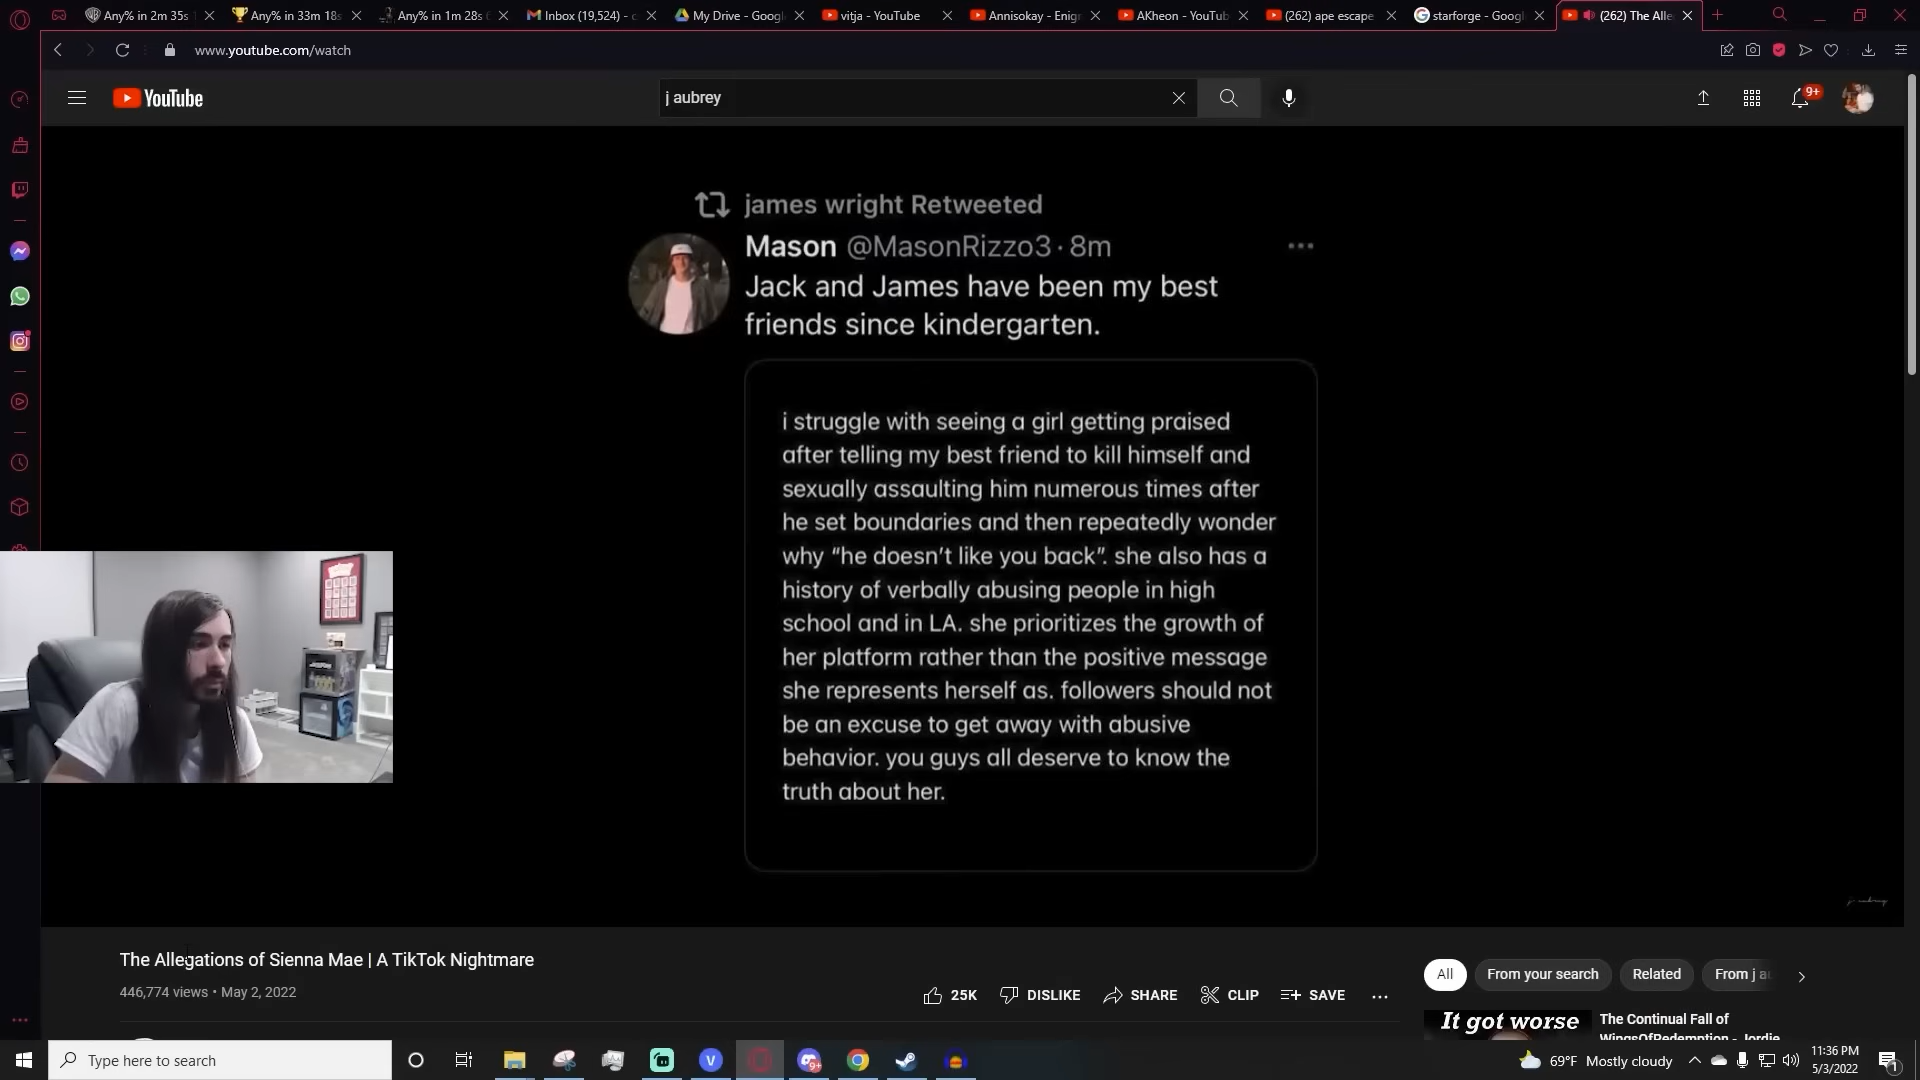 Any% in 2m 35s
Any% in 33m 18s
Any% in 1m 28s
Inbox (19,524) - c
My Drive - Googl
vitja - YouTube
Annisokay - Enig
AKheon - YouTub
(262) ape escape
starforge - Googl
(262) The Alle
www.youtube.com/watch
YouTube
j aubrey
9+
james wright Retweeted
Mason @MasonRizzo3 · 8m
Jack and James have been my best
friends since kindergarten.
i struggle with seeing a girl getting praised
after telling my best friend to kill himself and
sexually assaulting him numerous times after
he set boundaries and then repeatedly wonder
why “he doesn’t like you back”. she also has a
history of verbally abusing people in high
school and in LA. she prioritizes the growth of
her platform rather than the positive message
she represents herself as. followers should not
be an excuse to get away with abusive
behavior. you guys all deserve to know the
truth about her.
The Allegations of Sienna Mae | A TikTok Nightmare
446,774 views • May 2, 2022
25K
DISLIKE
SHARE
CLIP
SAVE
All
From your search
Related
From j au
It got worse
The Continual Fall of
WingsOfRedemption - Jordie
Type here to search
69°F Mostly cloudy
11:36 PM
5/3/2022
1